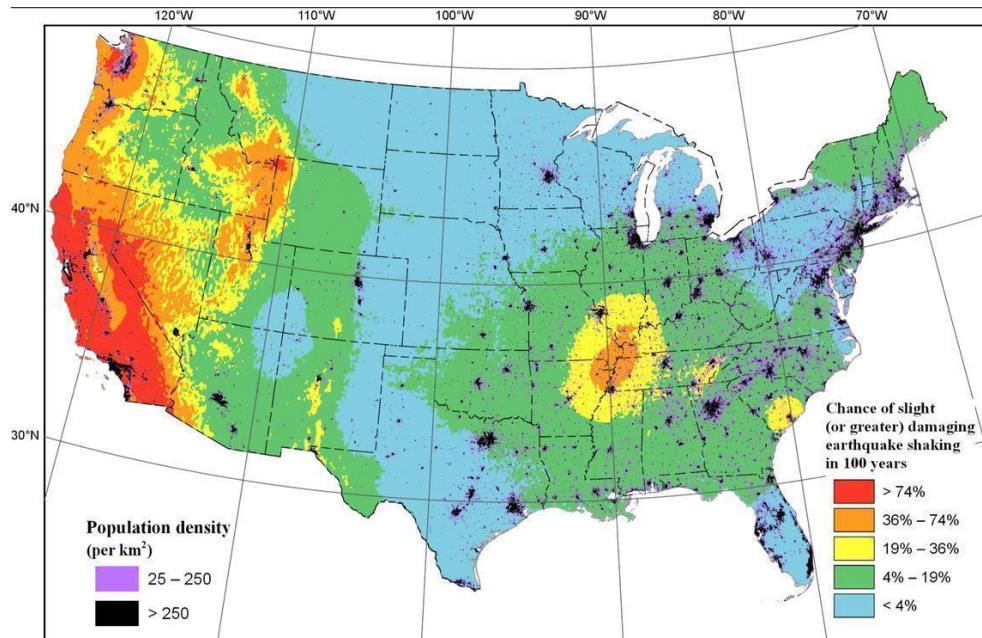 120°W 110°W 100°W 90°W 80°W 70°W
40°N
30°N
Population density
(per km²)
25 – 250
> 250
Chance of slight
(or greater) damaging
earthquake shaking
in 100 years
> 74%
36% – 74%
19% – 36%
4% – 19%
< 4%